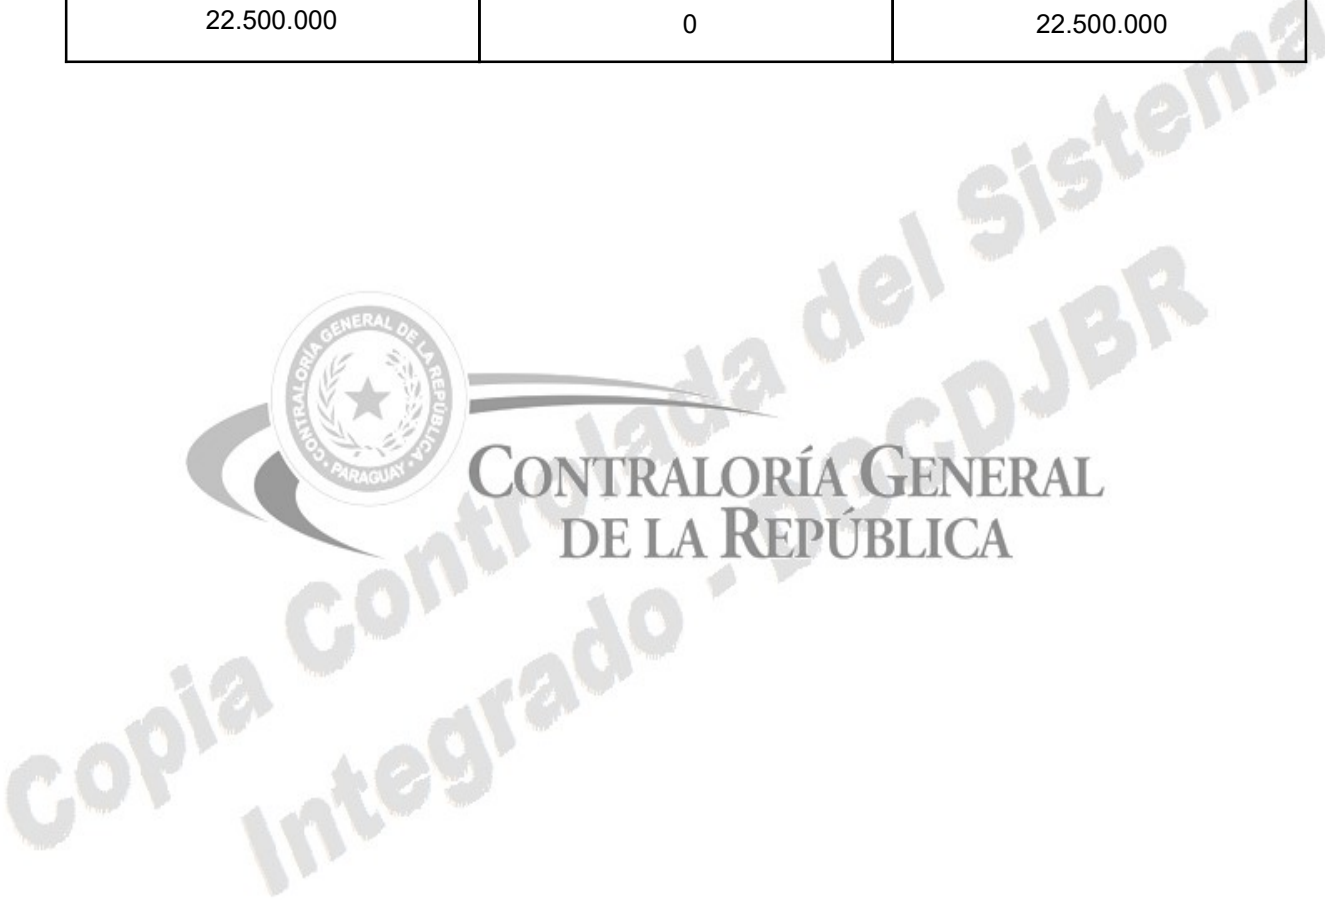 22.500.000 0 22.500.000
CONTRALORÍA GENERAL DE LA REPÚBLICA
• PARAGUAY •
CONTRALORÍA GENERAL
DE LA REPÚBLICA
Copia Controlada del Sistema
Integrado - DGCDJBR